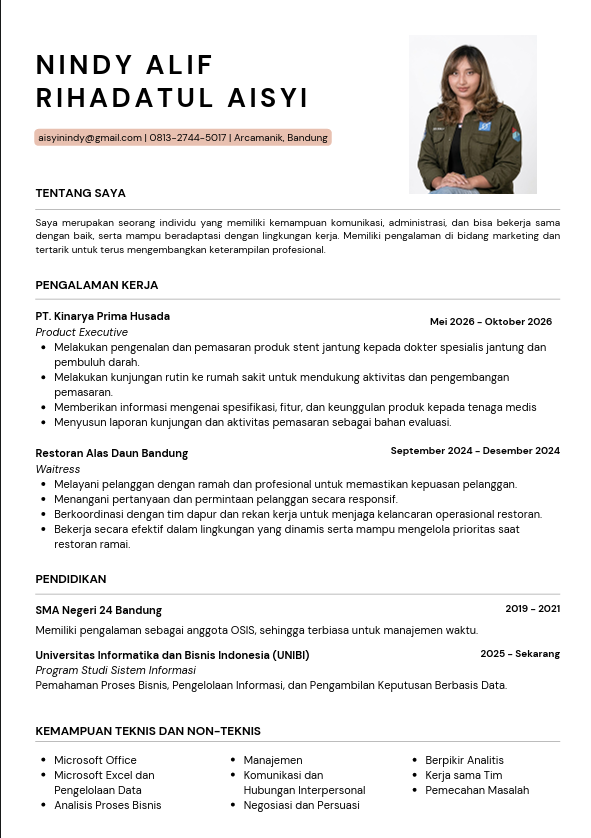 NINDY ALIF
RIHADATUL AISYI
aisyinindy@gmail.com | 0813-2744-5017 | Arcamanik, Bandung
TENTANG SAYA
Saya merupakan seorang individu yang memiliki kemampuan komunikasi, administrasi, dan bisa bekerja sama
dengan baik, serta mampu beradaptasi dengan lingkungan kerja. Memiliki pengalaman di bidang marketing dan
tertarik untuk terus mengembangkan keterampilan profesional.
PENGALAMAN KERJA
PT. Kinarya Prima Husada
Mei 2026 – Oktober 2026
Product Executive
• Melakukan pengenalan dan pemasaran produk stent jantung kepada dokter spesialis jantung dan
pembuluh darah.
• Melakukan kunjungan rutin ke rumah sakit untuk mendukung aktivitas dan pengembangan
pemasaran.
• Memberikan informasi mengenai spesifikasi, fitur, dan keunggulan produk kepada tenaga medis
• Menyusun laporan kunjungan dan aktivitas pemasaran sebagai bahan evaluasi.
Restoran Alas Daun Bandung
September 2024 – Desember 2024
Waitress
• Melayani pelanggan dengan ramah dan profesional untuk memastikan kepuasan pelanggan.
• Menangani pertanyaan dan permintaan pelanggan secara responsif.
• Berkoordinasi dengan tim dapur dan rekan kerja untuk menjaga kelancaran operasional restoran.
• Bekerja secara efektif dalam lingkungan yang dinamis serta mampu mengelola prioritas saat
restoran ramai.
PENDIDIKAN
SMA Negeri 24 Bandung
2019 – 2021
Memiliki pengalaman sebagai anggota OSIS, sehingga terbiasa untuk manajemen waktu.
Universitas Informatika dan Bisnis Indonesia (UNIBI)
2025 – Sekarang
Program Studi Sistem Informasi
Pemahaman Proses Bisnis, Pengelolaan Informasi, dan Pengambilan Keputusan Berbasis Data.
KEMAMPUAN TEKNIS DAN NON-TEKNIS
• Microsoft Office
• Microsoft Excel dan
Pengelolaan Data
• Analisis Proses Bisnis
• Manajemen
• Komunikasi dan
Hubungan Interpersonal
• Negosiasi dan Persuasi
• Berpikir Analitis
• Kerja sama Tim
• Pemecahan Masalah